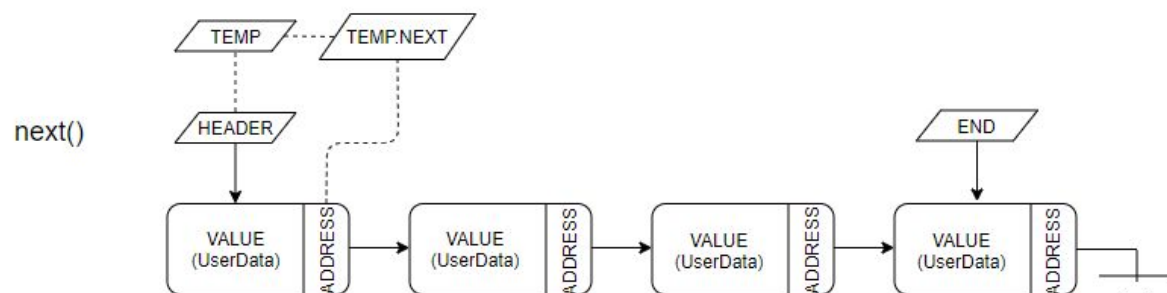 TEMP
TEMP.NEXT
next()
HEADER
END
VALUE
(UserData)
ADDRESS
VALUE
(UserData)
ADDRESS
VALUE
(UserData)
ADDRESS
VALUE
(UserData)
ADDRESS